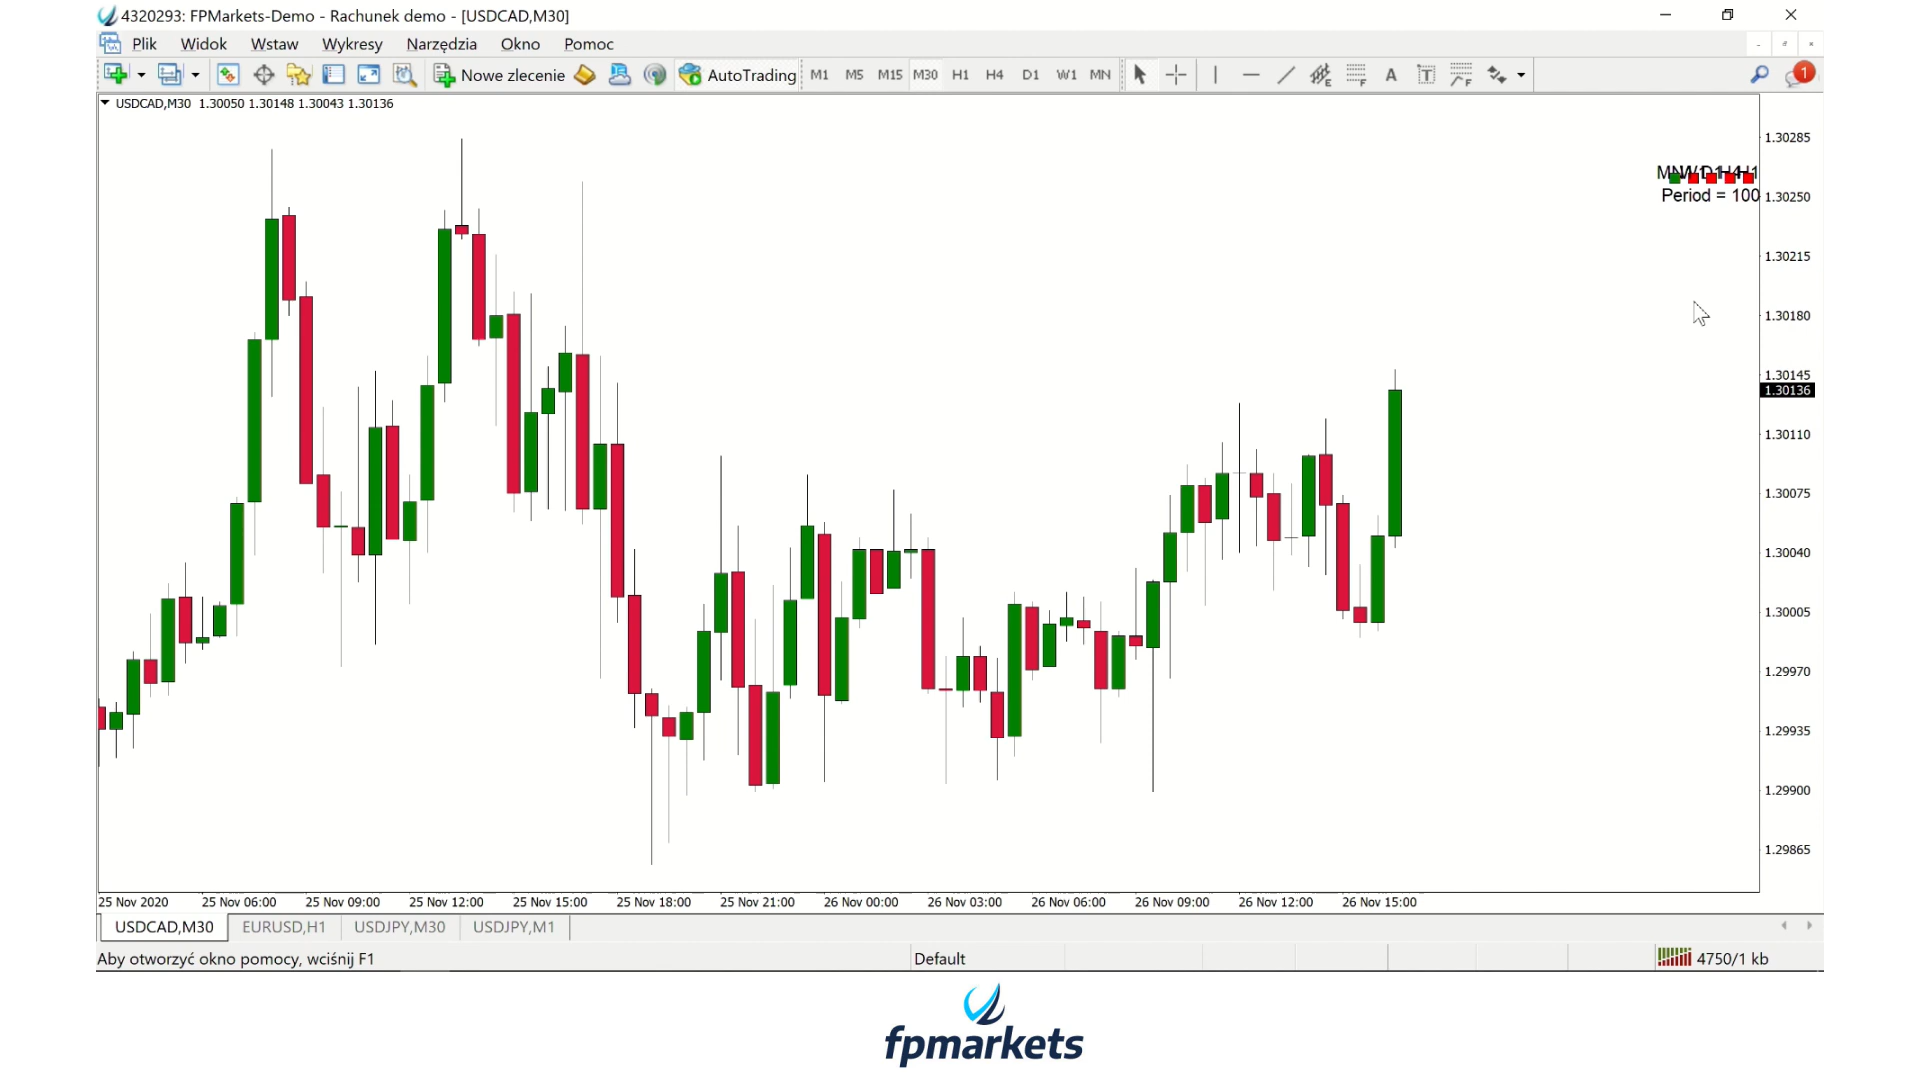 4320293: FPMarkets-Demo - Rachunek demo - [USDCAD,M30]
Plik Widok Wstaw Wykresy Narzędzia Okno Pomoc
Nowe zlecenie AutoTrading M1 M5 M15 M30 H1 H4 D1 W1 MN E F A T F 1
USDCAD,M30 1.30050 1.30148 1.30043 1.30136
1.30285
MN W1 D1 H4 H1
Period = 100
1.30250
1.30215
1.30180
1.30145
1.30136
1.30110
1.30075
1.30040
1.30005
1.29970
1.29935
1.29900
1.29865
25 Nov 2020 25 Nov 06:00 25 Nov 09:00 25 Nov 12:00 25 Nov 15:00 25 Nov 18:00 25 Nov 21:00 26 Nov 00:00 26 Nov 03:00 26 Nov 06:00 26 Nov 09:00 26 Nov 12:00 26 Nov 15:00
USDCAD,M30 EURUSD,H1 USDJPY,M30 USDJPY,M1
Aby otworzyć okno pomocy, wciśnij F1 Default 4750/1 kb
fpmarkets